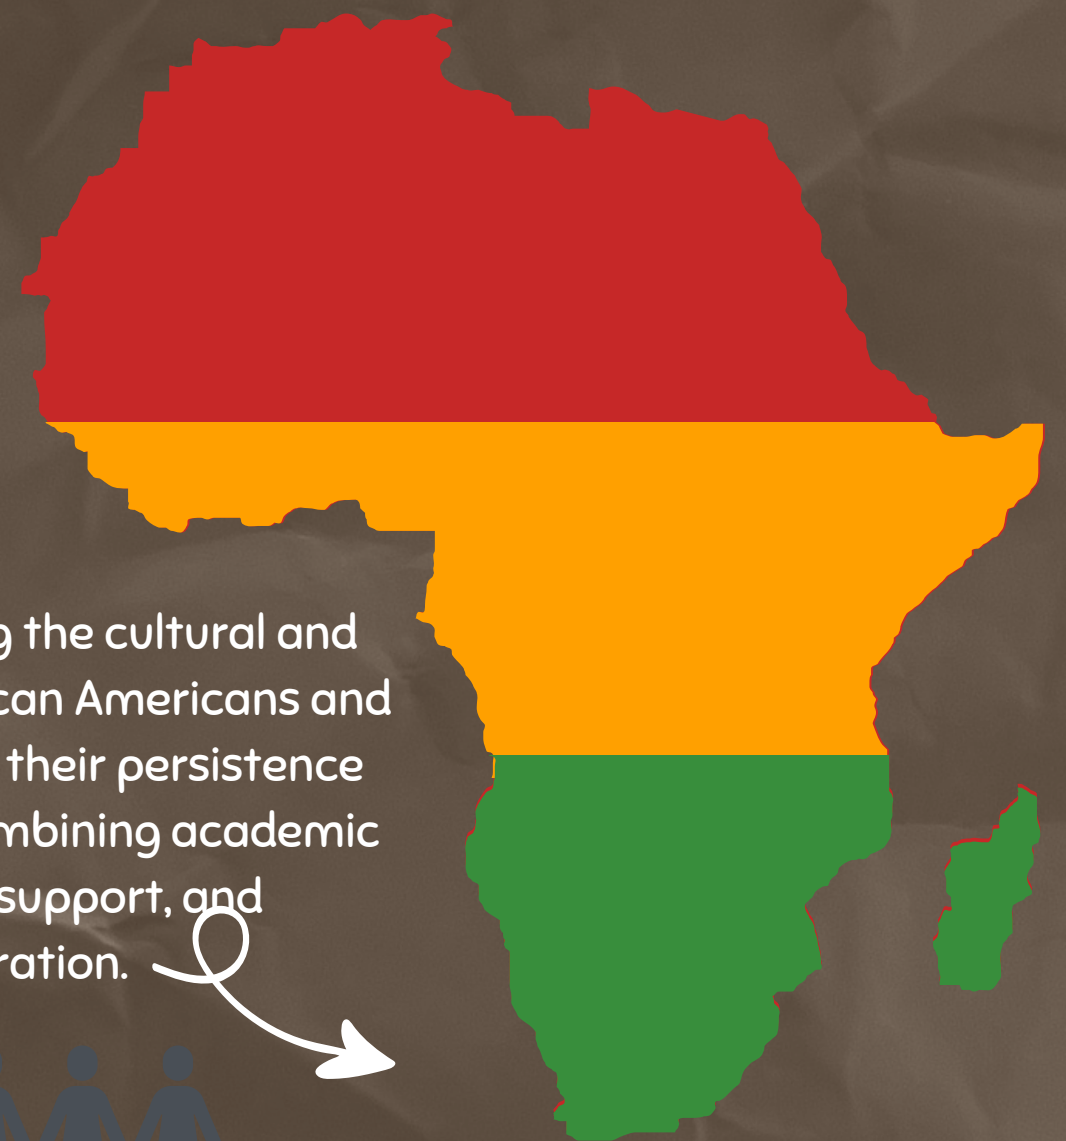 g the cultural and
can Americans and
their persistence
mbining academic
support, and
ration.